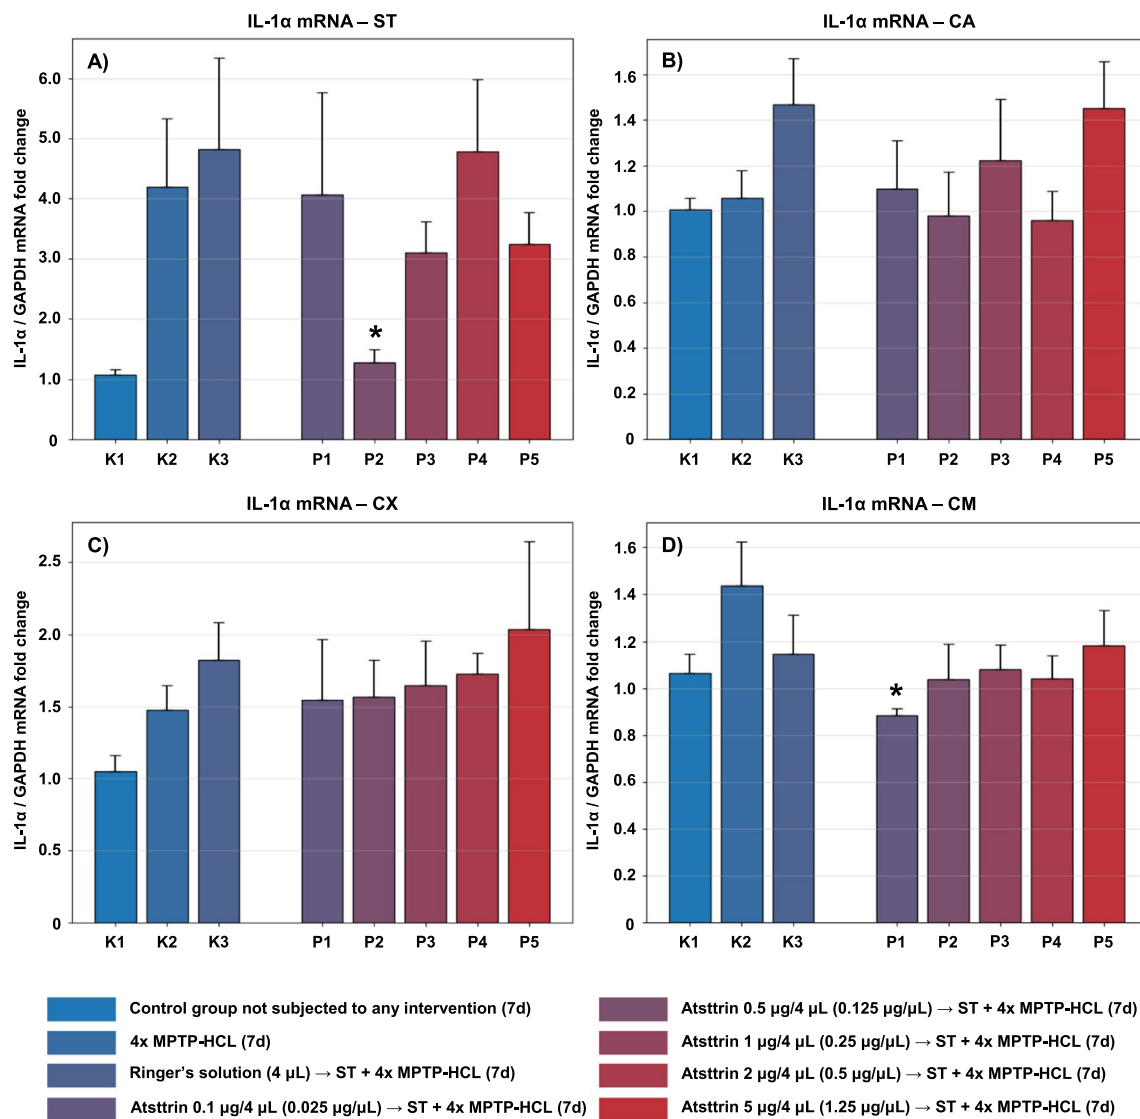 IL-1α mRNA – ST
A)
IL-1α / GAPDH mRNA fold change
6.0
5.0
4.0
3.0
2.0
1.0
0
*
K1 K2 K3 P1 P2 P3 P4 P5
IL-1α mRNA – CA
B)
IL-1α / GAPDH mRNA fold change
1.6
1.4
1.2
1.0
0.8
0.6
0.4
0.2
0
K1 K2 K3 P1 P2 P3 P4 P5
IL-1α mRNA – CX
C)
IL-1α / GAPDH mRNA fold change
2.5
2.0
1.5
1.0
0.5
0
K1 K2 K3 P1 P2 P3 P4 P5
IL-1α mRNA – CM
D)
IL-1α / GAPDH mRNA fold change
1.6
1.4
1.2
1.0
0.8
0.6
0.4
0.2
0
*
K1 K2 K3 P1 P2 P3 P4 P5
Control group not subjected to any intervention (7d)
4x MPTP-HCL (7d)
Ringer's solution (4 µL) → ST + 4x MPTP-HCL (7d)
Atsttrin 0.1 µg/4 µL (0.025 µg/µL) → ST + 4x MPTP-HCL (7d)
Atsttrin 0.5 µg/4 µL (0.125 µg/µL) → ST + 4x MPTP-HCL (7d)
Atsttrin 1 µg/4 µL (0.25 µg/µL) → ST + 4x MPTP-HCL (7d)
Atsttrin 2 µg/4 µL (0.5 µg/µL) → ST + 4x MPTP-HCL (7d)
Atsttrin 5 µg/4 µL (1.25 µg/µL) → ST + 4x MPTP-HCL (7d)